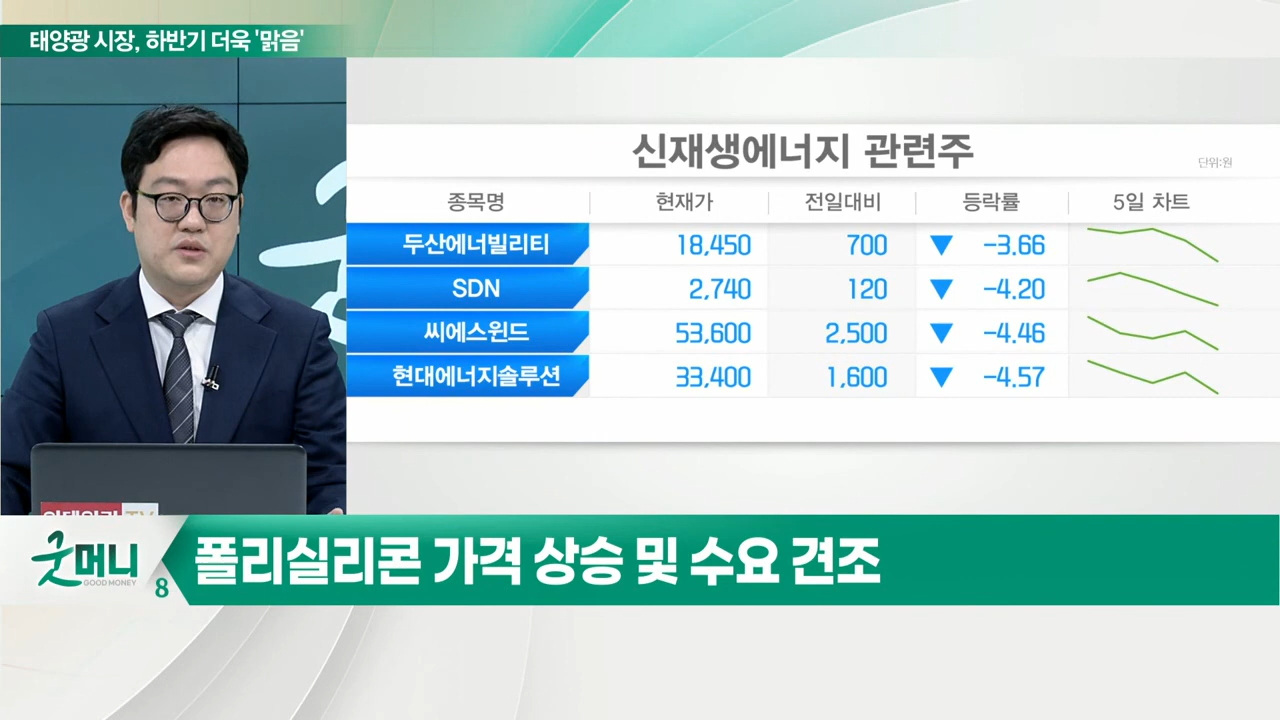 태양광 시장, 하반기 더욱 '맑음'
신재생에너지 관련주
단위:원
종목명 현재가 전일대비 등락률 5일 차트
두산에너빌리티 18,450 700 ▼ -3.66
SDN 2,740 120 ▼ -4.20
씨에스윈드 53,600 2,500 ▼ -4.46
현대에너지솔루션 33,400 1,600 ▼ -4.57
굿머니
GOOD MONEY
8
폴리실리콘 가격 상승 및 수요 견조